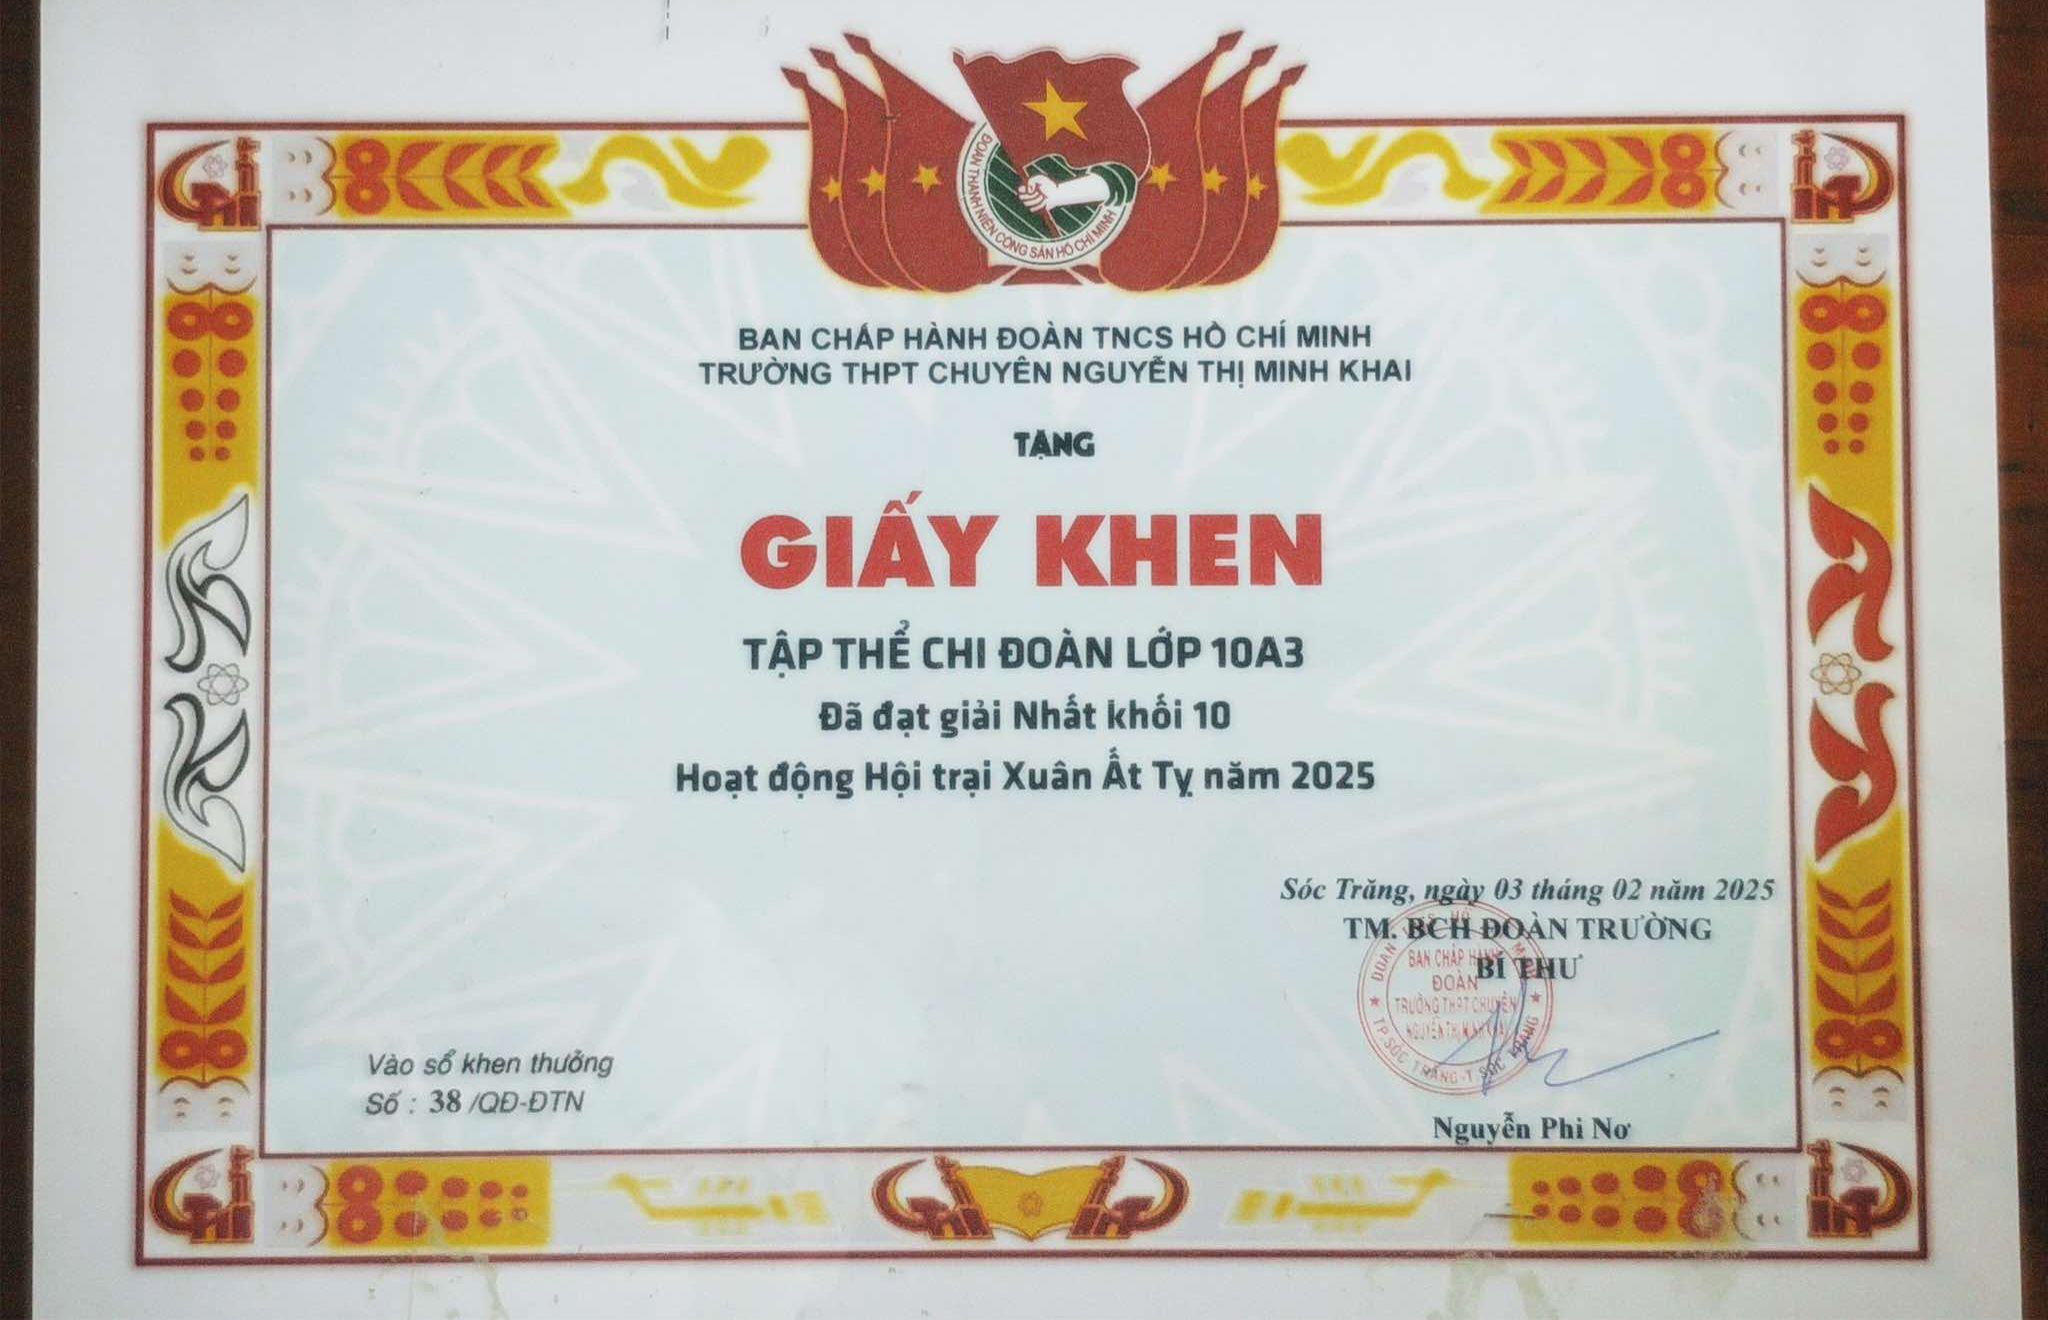 ĐOÀN THANH NIÊN CỘNG SẢN HỒ CHÍ MINH
BAN CHẤP HÀNH ĐOÀN TNCS HỒ CHÍ MINH
TRƯỜNG THPT CHUYÊN NGUYỄN THỊ MINH KHAI
TẶNG
GIẤY KHEN
TẬP THỂ CHI ĐOÀN LỚP 10A3
Đã đạt giải Nhất khối 10
Hoạt động Hội trại Xuân Ất Tỵ năm 2025
Sóc Trăng, ngày 03 tháng 02 năm 2025
TM. BCH ĐOÀN TRƯỜNG
BÍ THƯ
BAN CHẤP HÀNH
ĐOÀN
TRƯỜNG THPT CHUYÊN
NGUYỄN THỊ MINH KHAI
TP.SÓC TRĂNG-T.SÓC TRĂNG
Nguyễn Phi Nơ
Vào sổ khen thưởng
Số : 38 /QĐ-ĐTN